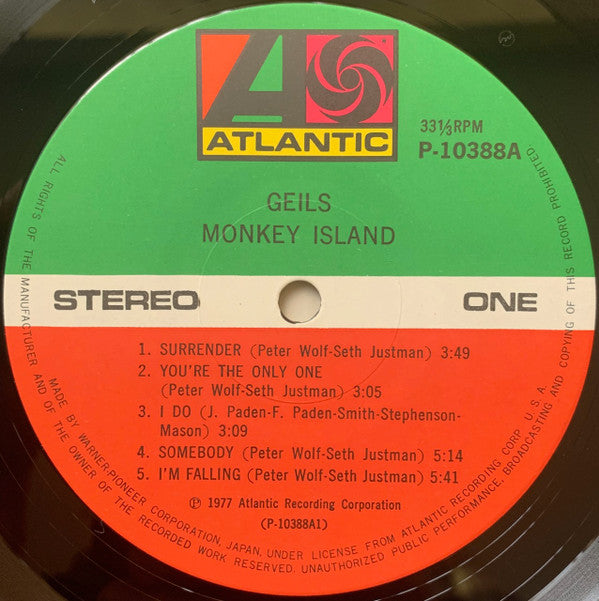 ATLANTIC
33⅓RPM
P-10388A
GEILS
MONKEY ISLAND
STEREO
ONE
1. SURRENDER (Peter Wolf-Seth Justman) 3:49
2. YOU'RE THE ONLY ONE
(Peter Wolf-Seth Justman) 3:05
3. I DO (J. Paden-F. Paden-Smith-Stephenson-
Mason) 3:09
4. SOMEBODY (Peter Wolf-Seth Justman) 5:14
5. I'M FALLING (Peter Wolf-Seth Justman) 5:41
℗ 1977 Atlantic Recording Corporation
(P-10388A1)
MADE BY WARNER-PIONEER CORPORATION, JAPAN, UNDER LICENSE FROM ATLANTIC RECORDING CORP. U.S.A.
ALL RIGHTS OF THE MANUFACTURER AND OF THE OWNER OF THE RECORDED WORK RESERVED. UNAUTHORIZED PUBLIC PERFORMANCE, BROADCASTING AND COPYING OF THIS RECORD PROHIBITED.